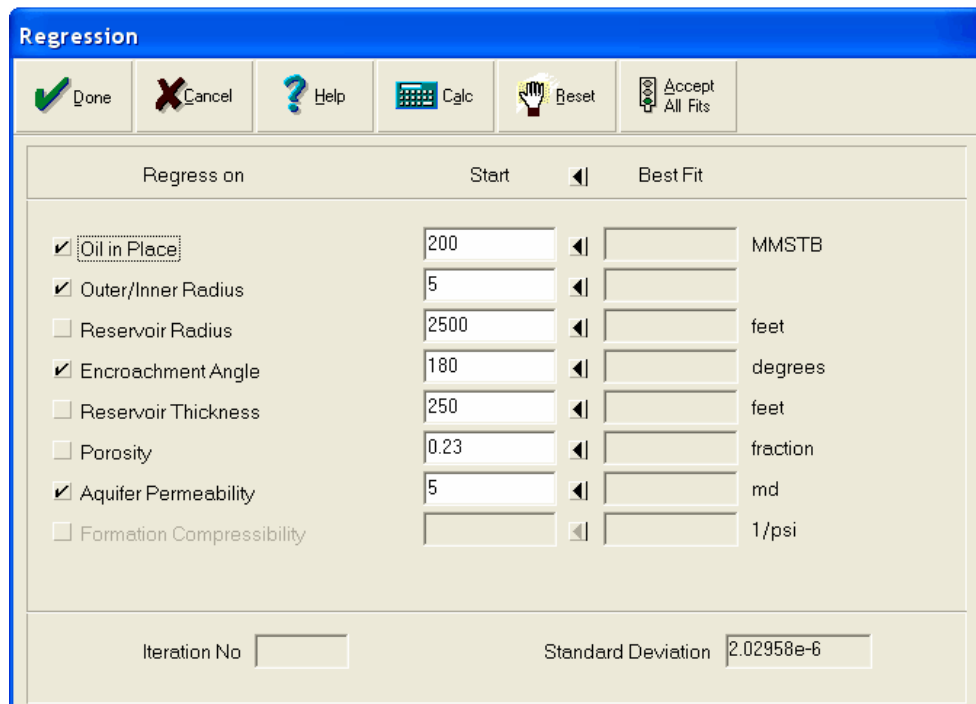 Regression
Done Cancel Help Calc Reset Accept All Fits
Regress on Start Best Fit
Oil in Place 200 MMSTB
Outer/Inner Radius 5
Reservoir Radius 2500 feet
Encroachment Angle 180 degrees
Reservoir Thickness 250 feet
Porosity 0.23 fraction
Aquifer Permeability 5 md
Formation Compressibility 1/psi
Iteration No Standard Deviation 2.02958e-6